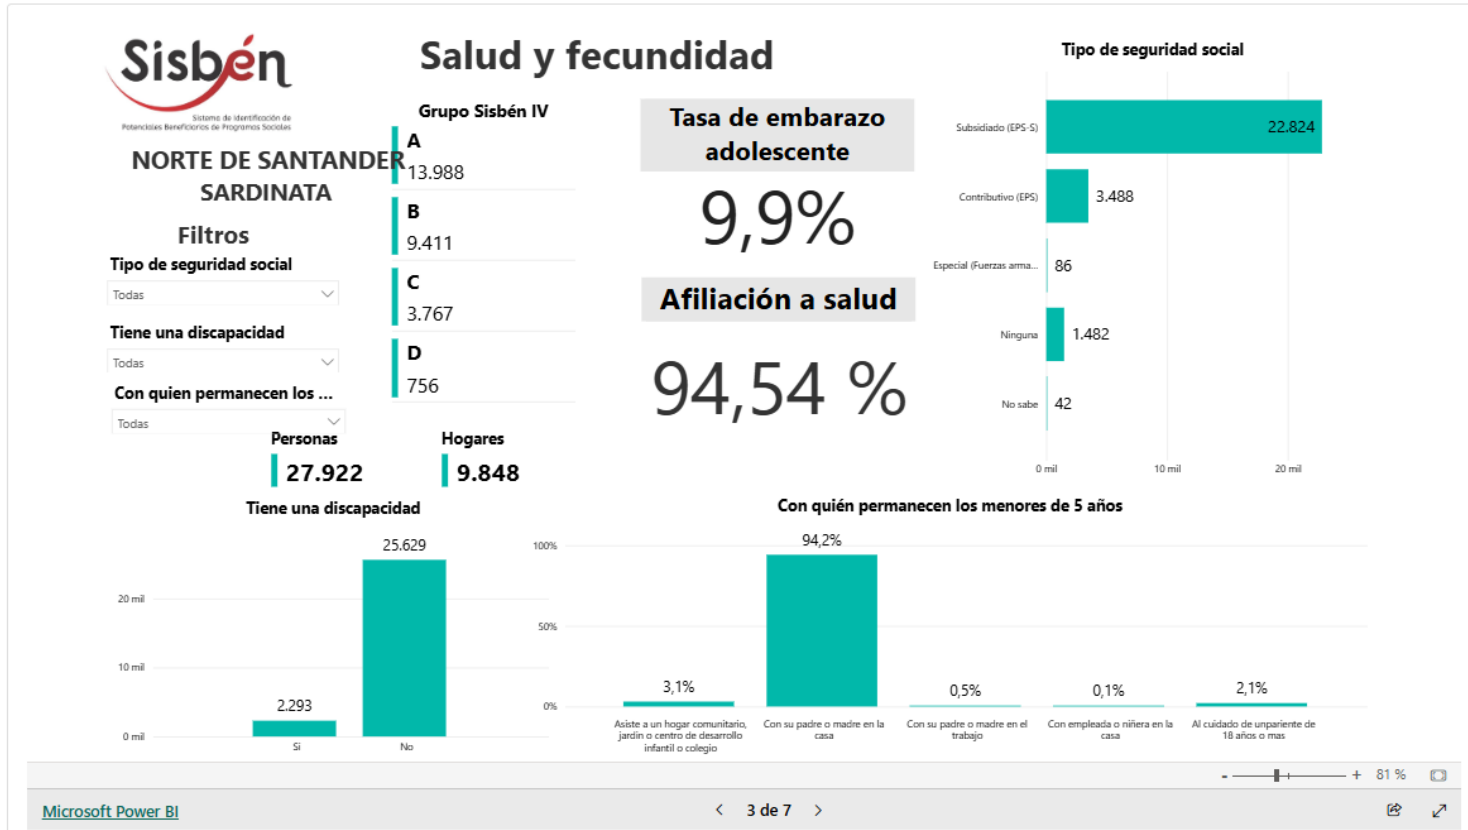 Sisbén
Sistema de Identificación de
Potenciales Beneficiarios de Programas Sociales
NORTE DE SANTANDER
SARDINATA
Filtros
Tipo de seguridad social
Todas
Tiene una discapacidad
Todas
Con quien permanecen los ...
Todas
Salud y fecundidad
Grupo Sisbén IV
A
13.988
B
9.411
C
3.767
D
756
Personas
27.922
Hogares
9.848
Tasa de embarazo
adolescente
9,9%
Afiliación a salud
94,54 %
Tipo de seguridad social
Subsidiado (EPS-S)
22.824
Contributivo (EPS)
3.488
Especial (Fuerzas arma...
86
Ninguna
1.482
No sabe
42
0 mil
10 mil
20 mil
Tiene una discapacidad
20 mil
10 mil
0 mil
2.293
25.629
Si
No
Con quién permanecen los menores de 5 años
100%
50%
0%
3,1%
94,2%
0,5%
0,1%
2,1%
Asiste a un hogar comunitario,
jardin o centro de desarrollo
infantil o colegio
Con su padre o madre en la
casa
Con su padre o madre en el
trabajo
Con empleada o niñera en la
casa
Al cuidado de unpariente de
18 años o mas
- + 81 %
Microsoft Power BI
< 3 de 7 >